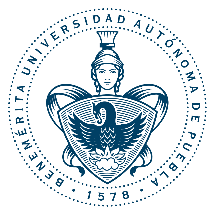 BENEMÉRITA UNIVERSIDAD AUTÓNOMA DE PUEBLA
· 1578 ·